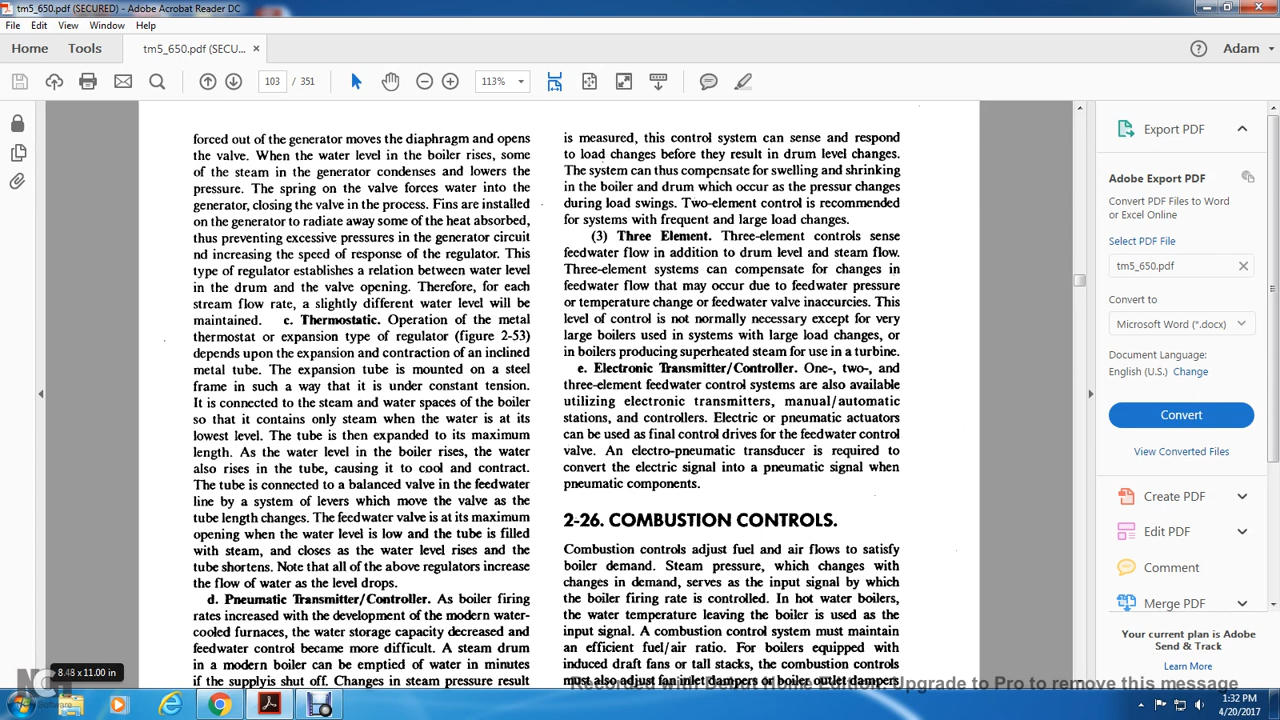 tm5_650.pdf (SECURED) - Adobe Acrobat Reader DC
File Edit View Window Help
Home Tools tm5_650.pdf (SECU... × Adam
103 / 351 113%
forced out of the generator moves the diaphragm and opens
the valve. When the water level in the boiler rises, some
of the steam in the generator condenses and lowers the
pressure. The spring on the valve forces water into the
generator, closing the valve in the process. Fins are installed
on the generator to radiate away some of the heat absorbed,
thus preventing excessive pressures in the generator circuit
nd increasing the speed of response of the regulator. This
type of regulator establishes a relation between water level
in the drum and the valve opening. Therefore, for each
stream flow rate, a slightly different water level will be
maintained. c. Thermostatic. Operation of the metal
thermostat or expansion type of regulator (figure 2-53)
depends upon the expansion and contraction of an inclined
metal tube. The expansion tube is mounted on a steel
frame in such a way that it is under constant tension.
It is connected to the steam and water spaces of the boiler
so that it contains only steam when the water is at its
lowest level. The tube is then expanded to its maximum
length. As the water level in the boiler rises, the water
also rises in the tube, causing it to cool and contract.
The tube is connected to a balanced valve in the feedwater
line by a system of levers which move the valve as the
tube length changes. The feedwater valve is at its maximum
opening when the water level is low and the tube is filled
with steam, and closes as the water level rises and the
tube shortens. Note that all of the above regulators increase
the flow of water as the level drops.
d. Pneumatic Transmitter/Controller. As boiler firing
rates increased with the development of the modern water-
cooled furnaces, the water storage capacity decreased and
feedwater control became more difficult. A steam drum
in a modern boiler can be emptied of water in minutes
if the supplyis shut off. Changes in steam pressure result
is measured, this control system can sense and respond
to load changes before they result in drum level changes.
The system can thus compensate for swelling and shrinking
in the boiler and drum which occur as the pressur changes
during load swings. Two-element control is recommended
for systems with frequent and large load changes.
(3) Three Element. Three-element controls sense
feedwater flow in addition to drum level and steam flow.
Three-element systems can compensate for changes in
feedwater flow that may occur due to feedwater pressure
or temperature change or feedwater valve inaccurcies. This
level of control is not normally necessary except for very
large boilers used in systems with large load changes, or
in boilers producing superheated steam for use in a turbine.
e. Electronic Transmitter/Controller. One-, two-, and
three-element feedwater control systems are also available
utilizing electronic transmitters, manual/automatic
stations, and controllers. Electric or pneumatic actuators
can be used as final control drives for the feedwater control
valve. An electro-pneumatic transducer is required to
convert the electric signal into a pneumatic signal when
pneumatic components.
2-26. COMBUSTION CONTROLS.
Combustion controls adjust fuel and air flows to satisfy
boiler demand. Steam pressure, which changes with
changes in demand, serves as the input signal by which
the boiler firing rate is controlled. In hot water boilers,
the water temperature leaving the boiler is used as the
input signal. A combustion control system must maintain
an efficient fuel/air ratio. For boilers equipped with
induced draft fans or tall stacks, the combustion controls
must also adjust fan inlet dampers or boiler outlet dampers
Export PDF
Adobe Export PDF
Convert PDF Files to Word
or Excel Online
Select PDF File
tm5_650.pdf
Convert to
Microsoft Word (*.docx)
Document Language:
English (U.S.) Change
Convert
View Converted Files
Create PDF
Edit PDF
Comment
Merge PDF
Your current plan is Adobe
Send & Track
Learn More
8.48 x 11.00 in
NCH
Software
Recorded with Debut Home Edition. Upgrade to Pro to remove this message
1:32 PM
4/20/2017